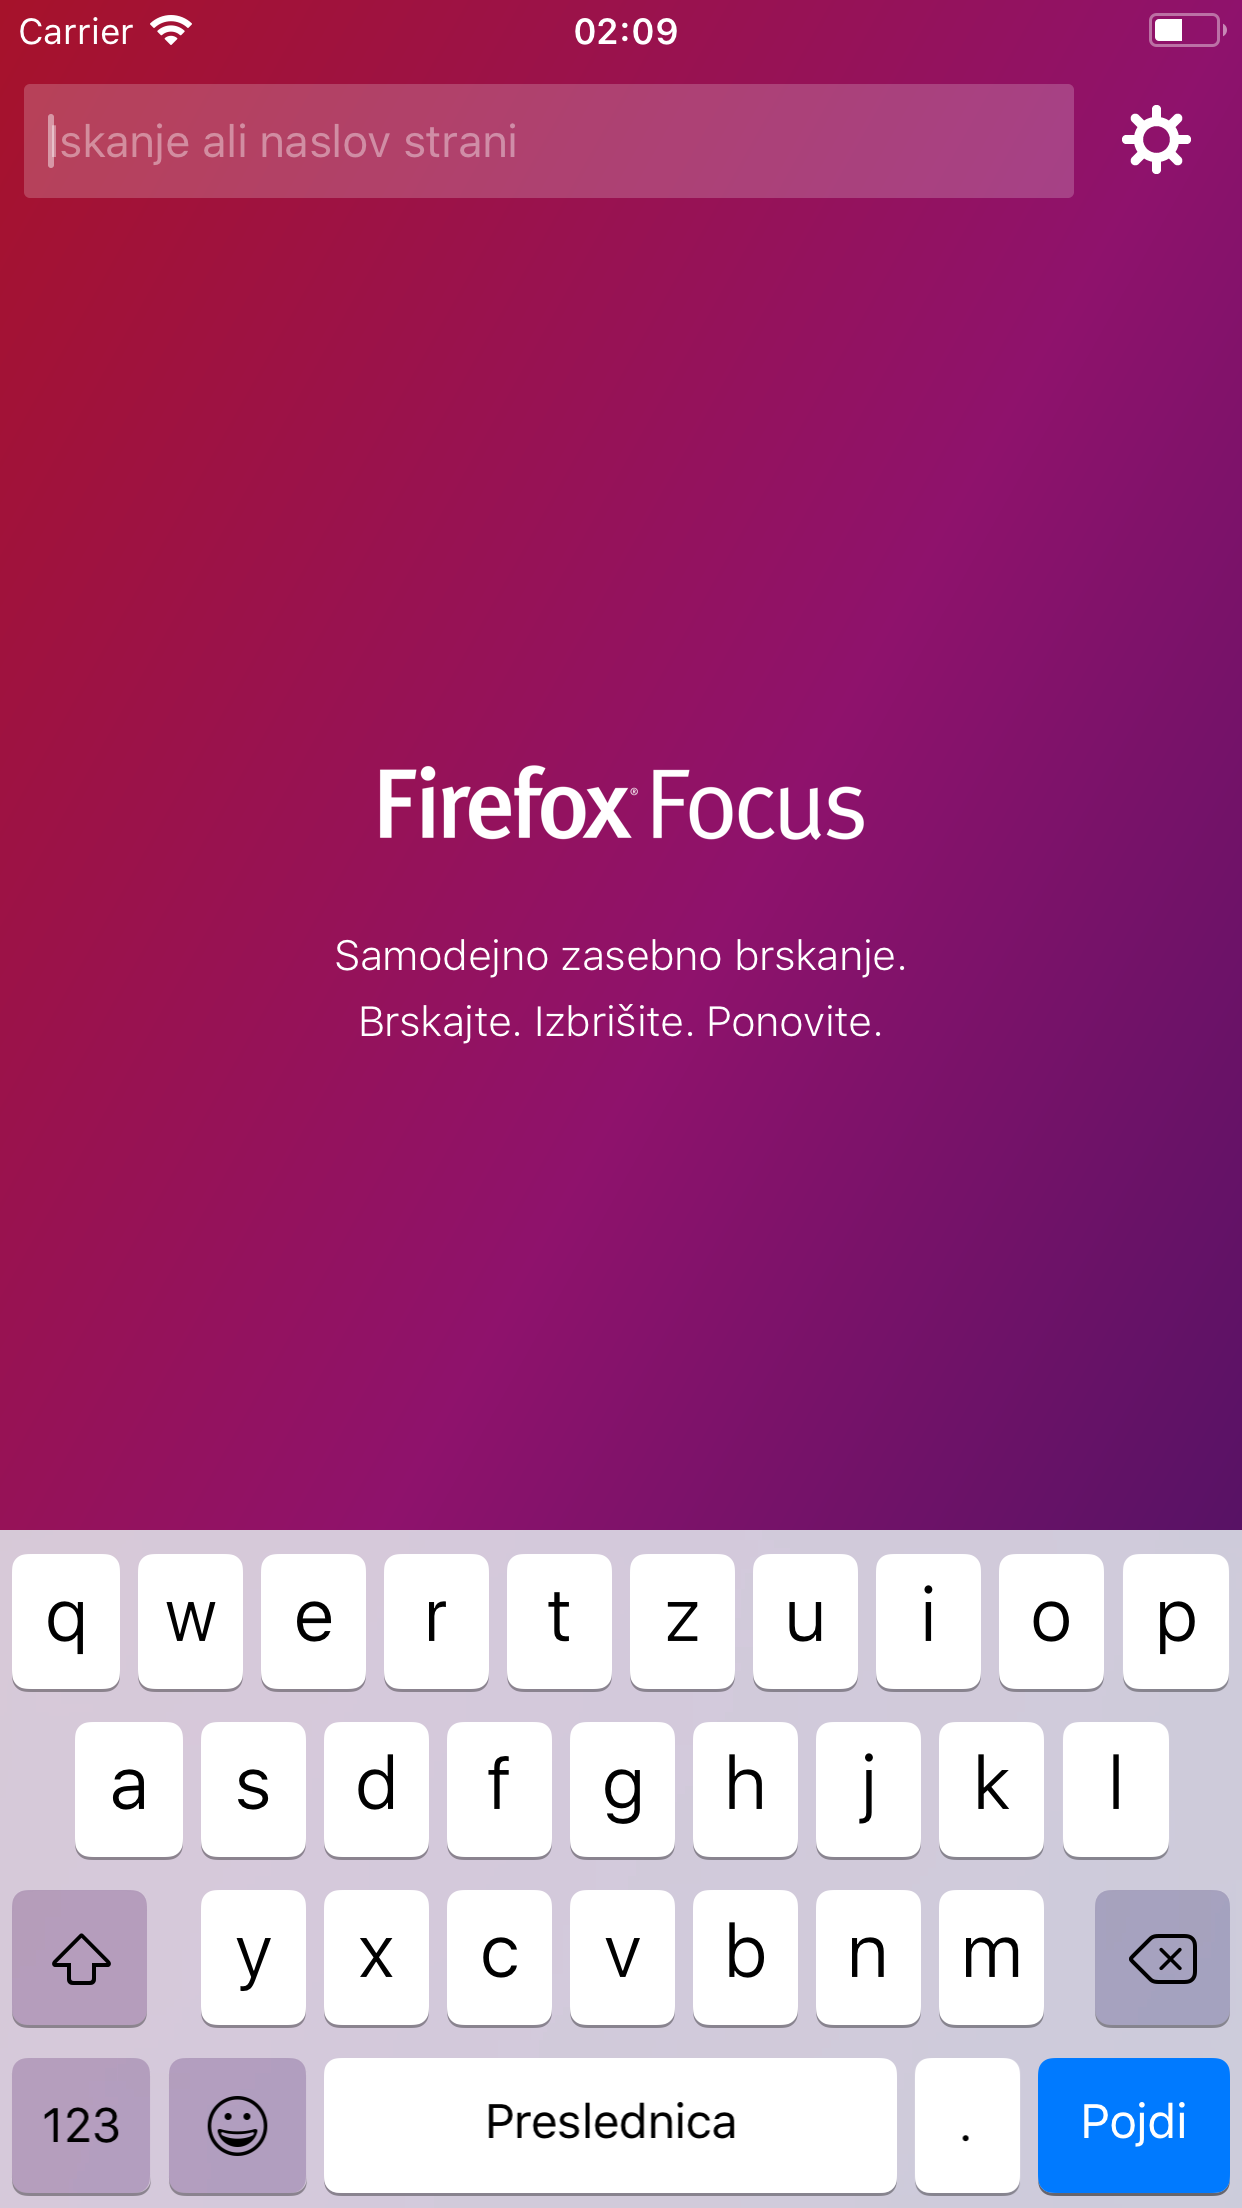 Carrier 02:09
Iskanje ali naslov strani
Firefox® Focus
Samodejno zasebno brskanje.
Brskajte. Izbrišite. Ponovite.
q w e r t z u i o p
a s d f g h j k l
y x c v b n m
123 Preslednica . Pojdi